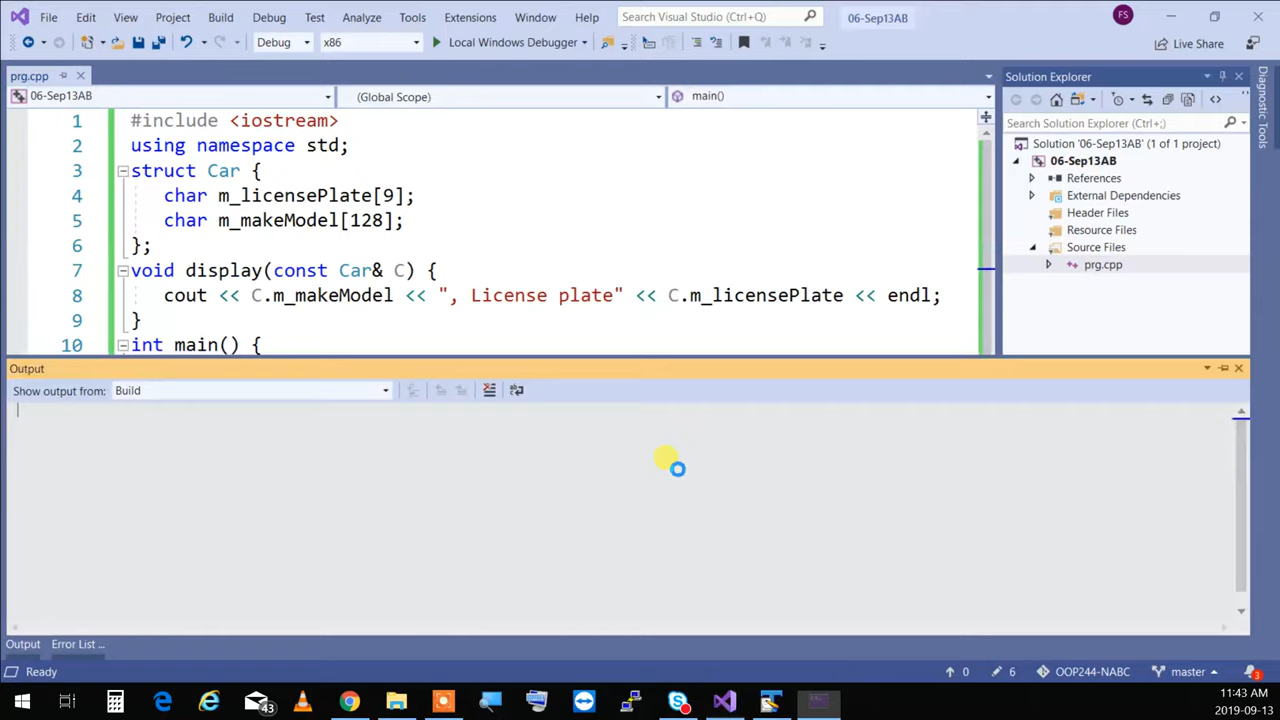 File Edit View Project Build Debug Test Analyze Tools Extensions Window Help Search Visual Studio (Ctrl+Q) 06-Sep13AB FS
Debug x86 Local Windows Debugger Live Share
prg.cpp Solution Explorer
06-Sep13AB (Global Scope) main()
Search Solution Explorer (Ctrl+;)
Solution '06-Sep13AB' (1 of 1 project)
06-Sep13AB
References
External Dependencies
Header Files
Resource Files
Source Files
prg.cpp
Diagnostic Tools
1 #include <iostream>
2 using namespace std;
3 struct Car {
4 char m_licensePlate[9];
5 char m_makeModel[128];
6 };
7 void display(const Car& C) {
8 cout << C.m_makeModel << ", License plate" << C.m_licensePlate << endl;
9 }
10 int main() {
Output
Show output from: Build
Output Error List ...
Ready 0 6 OOP244-NABC master 3
43
11:43 AM
2019-09-13